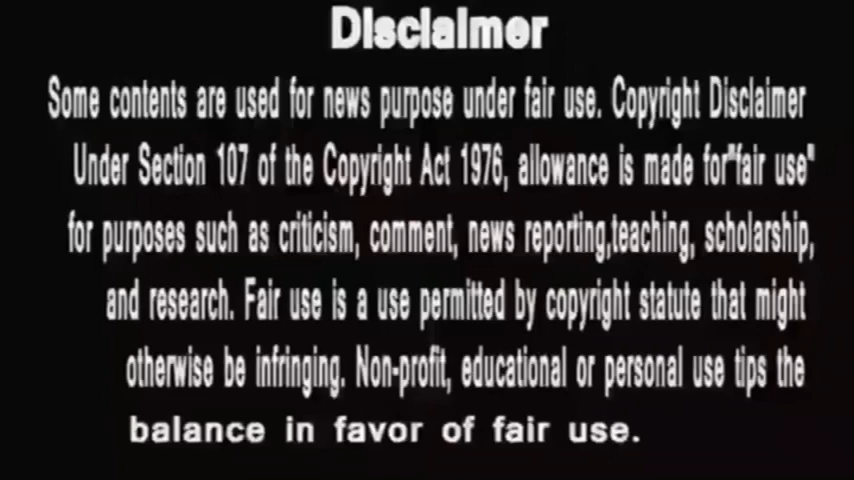 Disclaimer
Some contents are used for news purpose under fair use. Copyright Disclaimer
Under Section 107 of the Copyright Act 1976, allowance is made for"fair use"
for purposes such as criticism, comment, news reporting,teaching, scholarship,
and research. Fair use is a use permitted by copyright statute that might
otherwise be infringing. Non-profit, educational or personal use tips the
balance in favor of fair use.